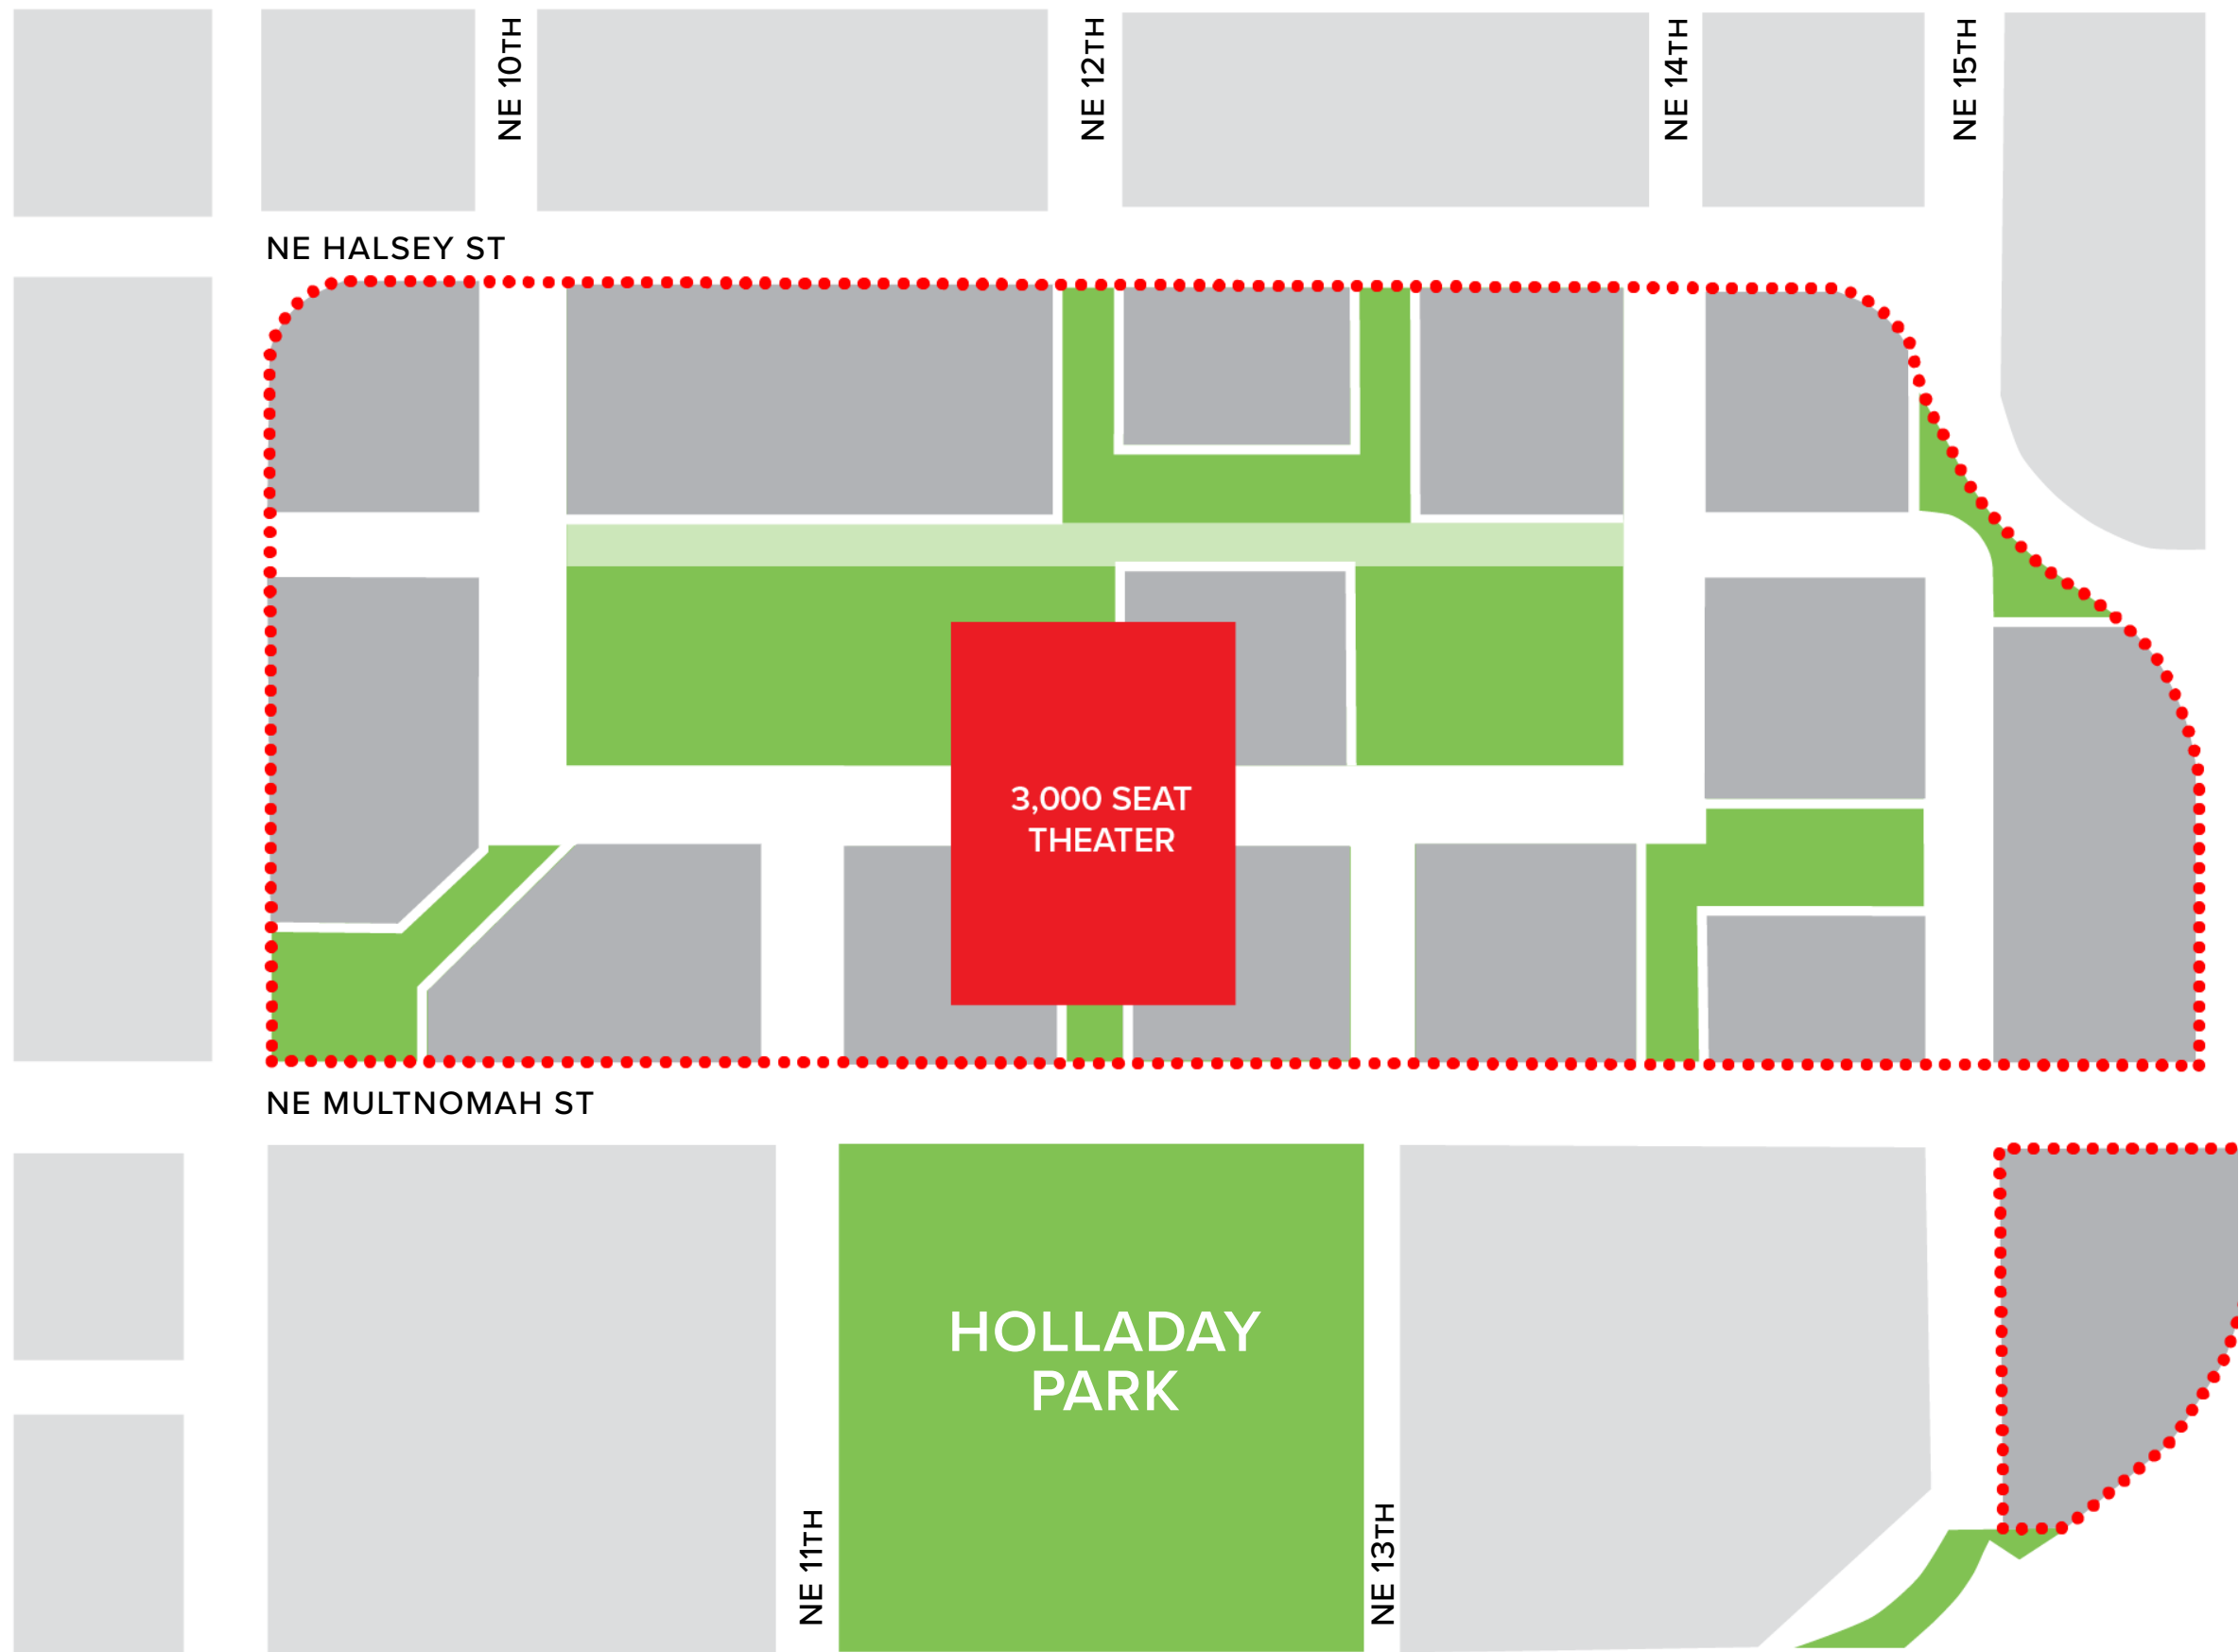 NE 10TH
NE 12TH
NE 14TH
NE 15TH
NE HALSEY ST
3,000 SEAT
THEATER
NE MULTNOMAH ST
HOLLADAY
PARK
NE 11TH
NE 13TH